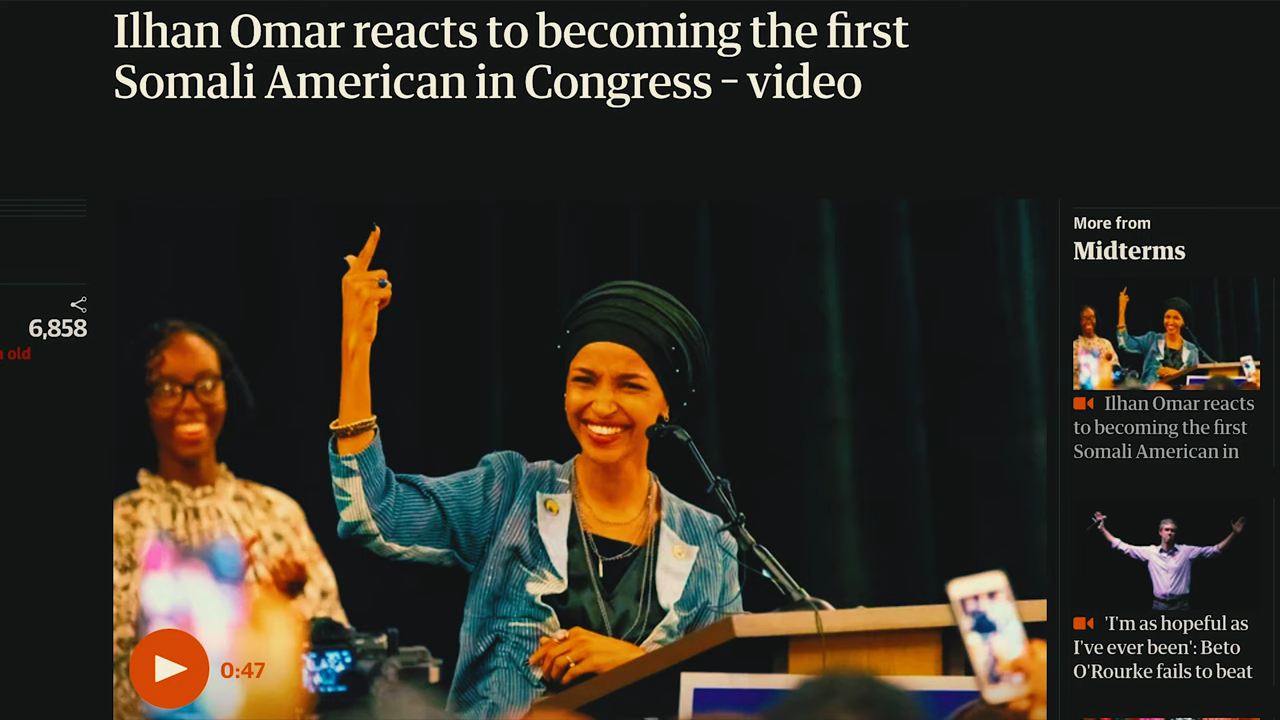 Ilhan Omar reacts to becoming the first
Somali American in Congress – video
6,858
old
0:47
More from
Midterms
Ilhan Omar reacts
to becoming the first
Somali American in
'I'm as hopeful as
I've ever been': Beto
O'Rourke fails to beat